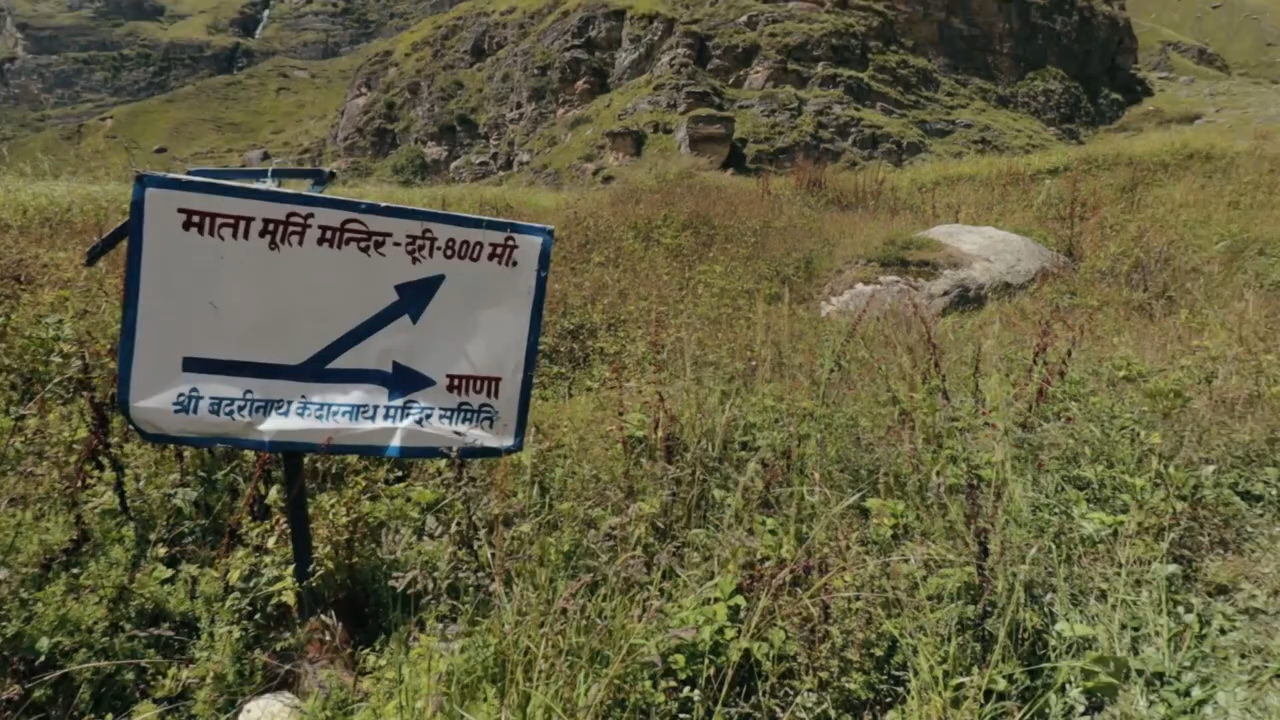 माता मूर्ति मन्दिर-दूरी-800 मी.
माणा
श्री बदरीनाथ केदारनाथ मन्दिर समिति